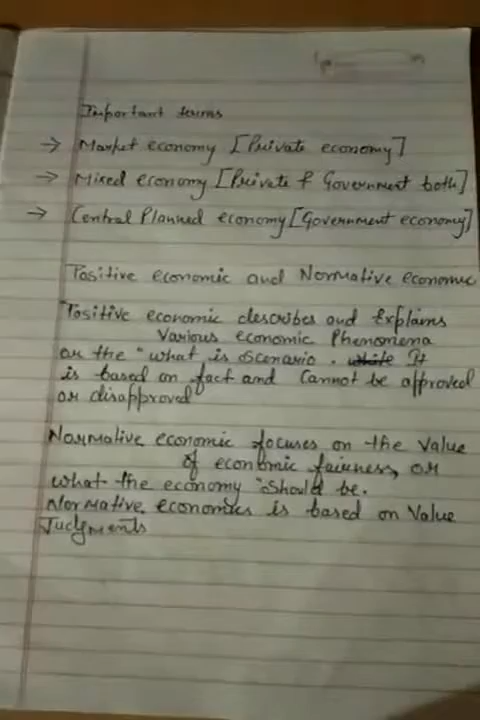 Important terms
→ Market economy [Private economy]
→ Mixed economy [Private & Government both]
→ Central Planned economy [Government economy]
Positive economic and Normative economic
"Positive economic describes and Explains
Various economic Phenomena
or the "what is Scenario. It
is based on fact and Cannot be approved
or disapproved
Normative economic focuses on the Value
of economic fairness, or
what the economy "Should be.
Normative economics is based on Value
Judgments